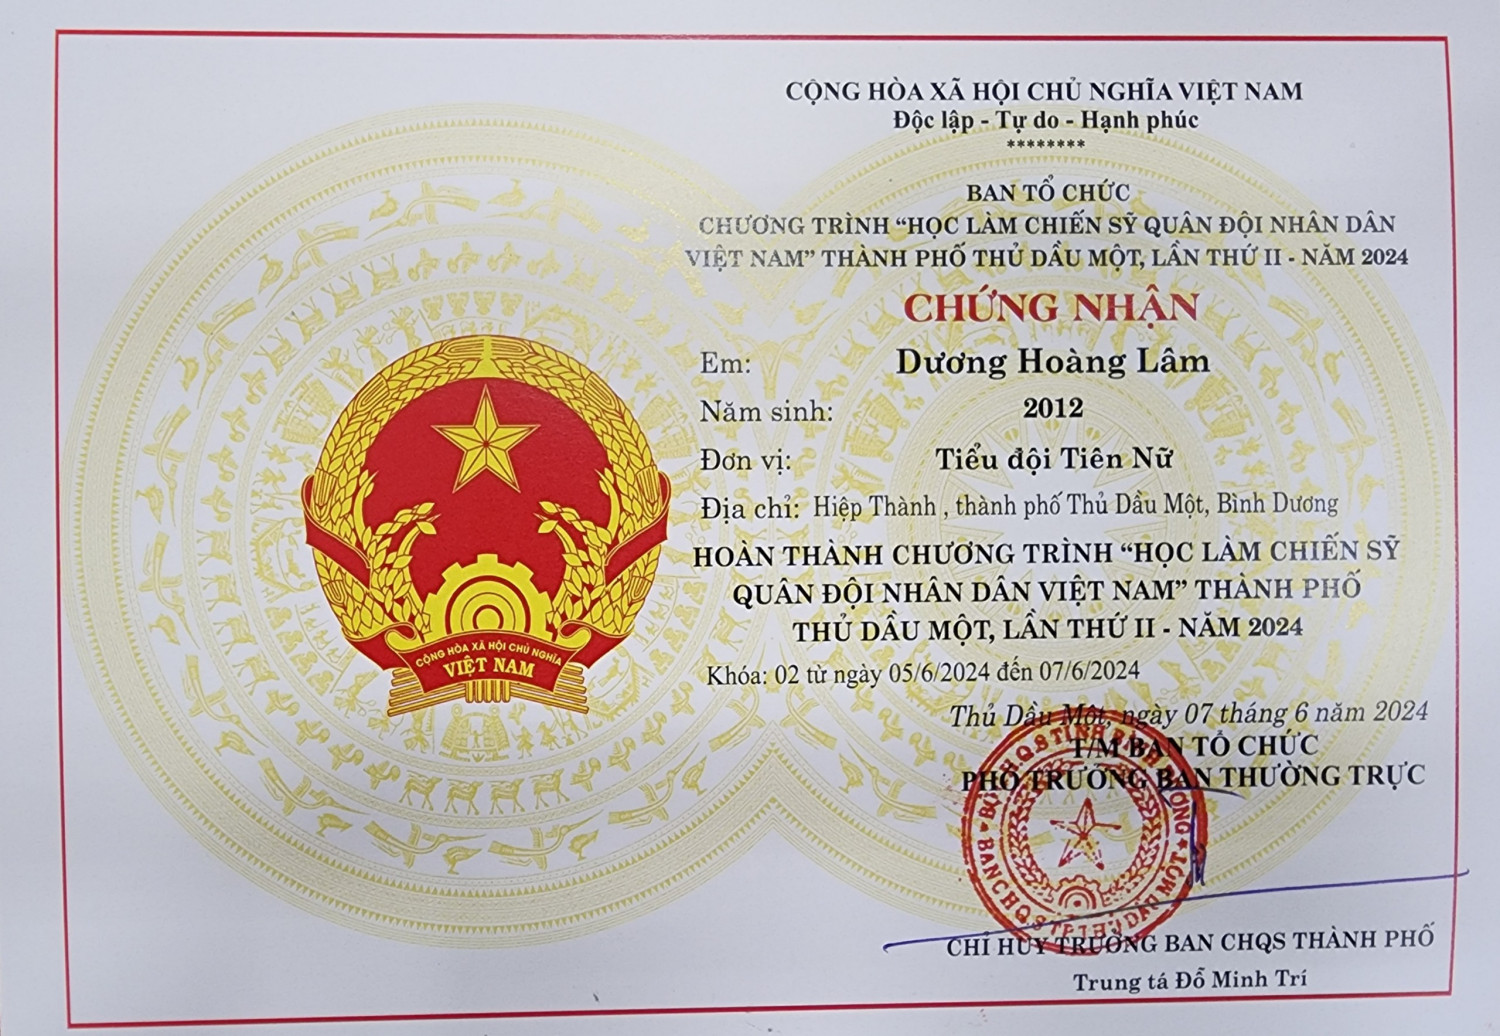 CỘNG HÒA XÃ HỘI CHỦ NGHĨA VIỆT NAM
Độc lập - Tự do - Hạnh phúc
********
BAN TỔ CHỨC
CHƯƠNG TRÌNH “HỌC LÀM CHIẾN SỸ QUÂN ĐỘI NHÂN DÂN
VIỆT NAM” THÀNH PHỐ THỦ DẦU MỘT, LẦN THỨ II - NĂM 2024
CHỨNG NHẬN
Em: Dương Hoàng Lâm
Năm sinh: 2012
Đơn vị: Tiểu đội Tiên Nữ
Địa chỉ: Hiệp Thành , thành phố Thủ Dầu Một, Bình Dương
HOÀN THÀNH CHƯƠNG TRÌNH “HỌC LÀM CHIẾN SỸ
QUÂN ĐỘI NHÂN DÂN VIỆT NAM” THÀNH PHỐ
THỦ DẦU MỘT, LẦN THỨ II - NĂM 2024
Khóa: 02 từ ngày 05/6/2024 đến 07/6/2024
Thủ Dầu Một, ngày 07 tháng 6 năm 2024
T/M BAN TỔ CHỨC
PHÓ TRƯỞNG BAN THƯỜNG TRỰC
CHỈ HUY TRƯỞNG BAN CHQS THÀNH PHỐ
Trung tá Đỗ Minh Trí
CỘNG HÒA XÃ HỘI CHỦ NGHĨA
VIỆT NAM
BAN CHQS TP.THỦ DẦU MỘT